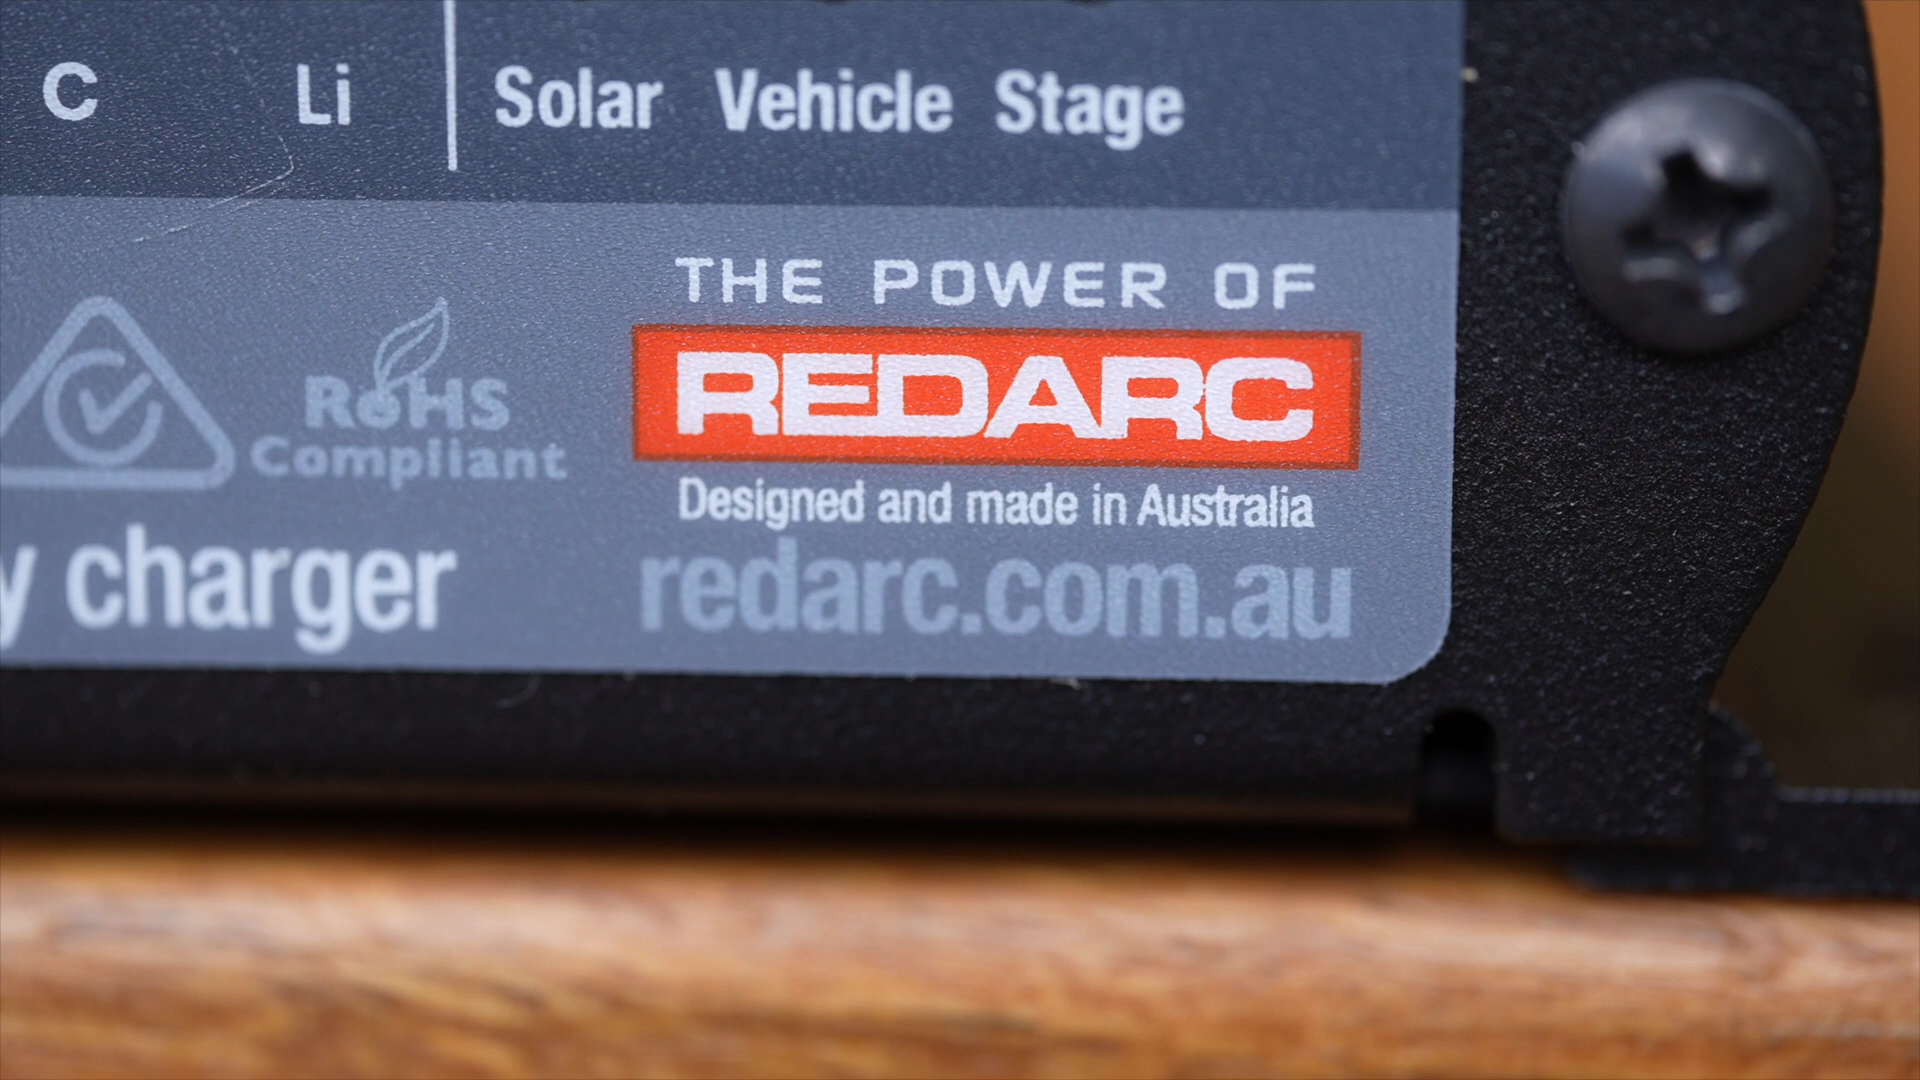 C Li Solar Vehicle Stage
THE POWER OF
REDARC
RoHS
Compliant
Designed and made in Australia
y charger
redarc.com.au